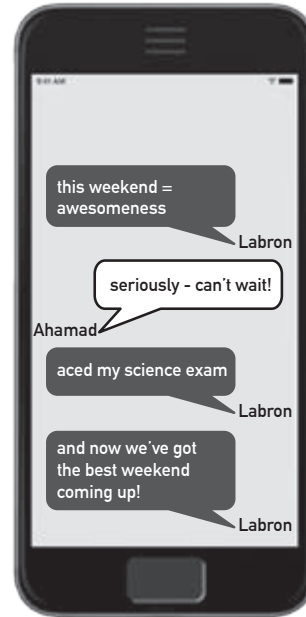 9:41 AM
this weekend =
awesomeness
Labron
seriously - can't wait!
Ahamad
aced my science exam
Labron
and now we've got
the best weekend
coming up!
Labron